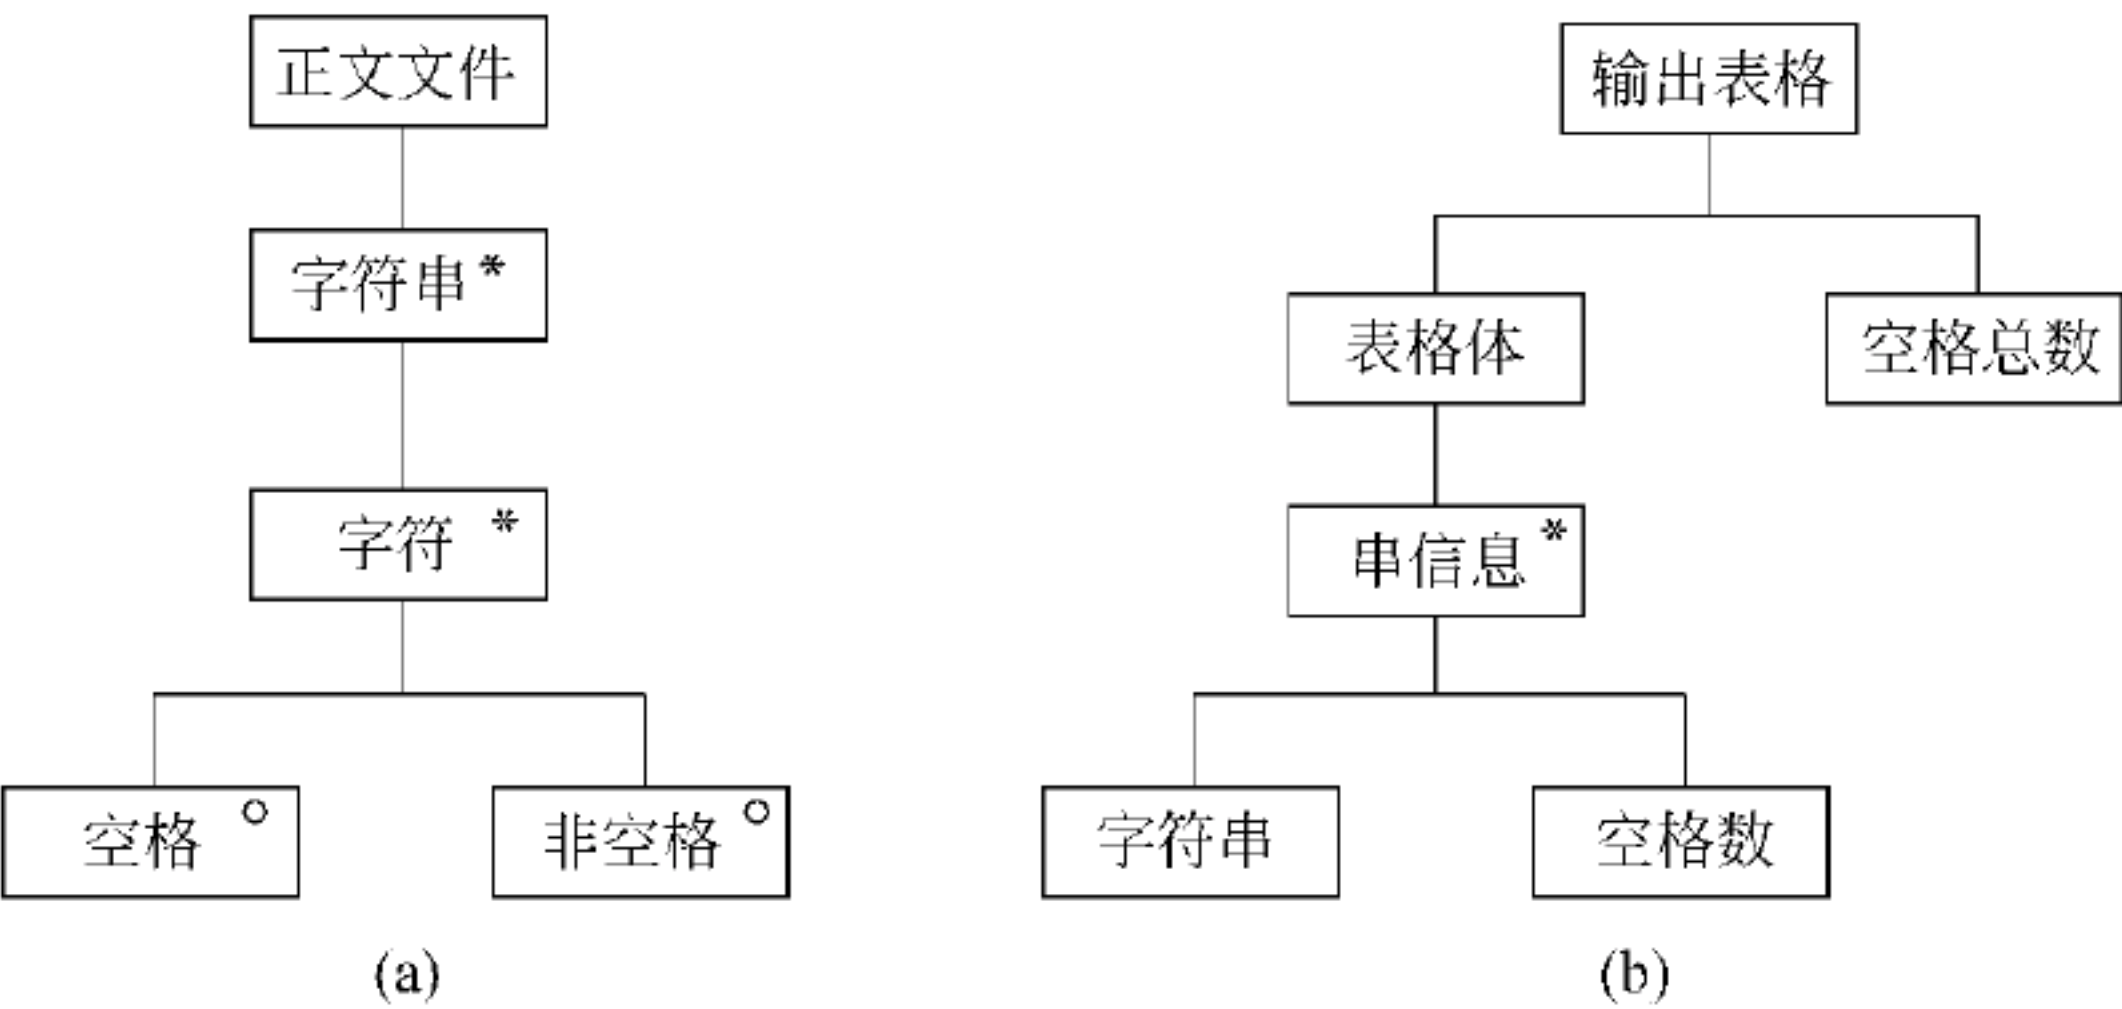 正文文件
字符串*
字符 *
空格 ○
非空格 ○
(a)
输出表格
表格体
空格总数
串信息*
字符串
空格数
(b)